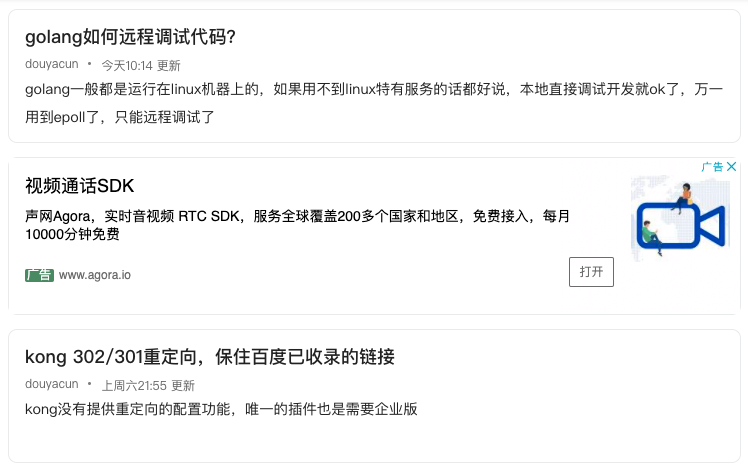 golang如何远程调试代码?
douyacun • 今天10:14 更新
golang一般都是运行在linux机器上的，如果用不到linux特有服务的话都好说，本地直接调试开发就ok了，万一
用到epoll了，只能远程调试了
广告
视频通话SDK
声网Agora，实时音视频 RTC SDK，服务全球覆盖200多个国家和地区，免费接入，每月
10000分钟免费
广告 www.agora.io
打开
kong 302/301重定向，保住百度已收录的链接
douyacun • 上周六21:55 更新
kong没有提供重定向的配置功能，唯一的插件也是需要企业版